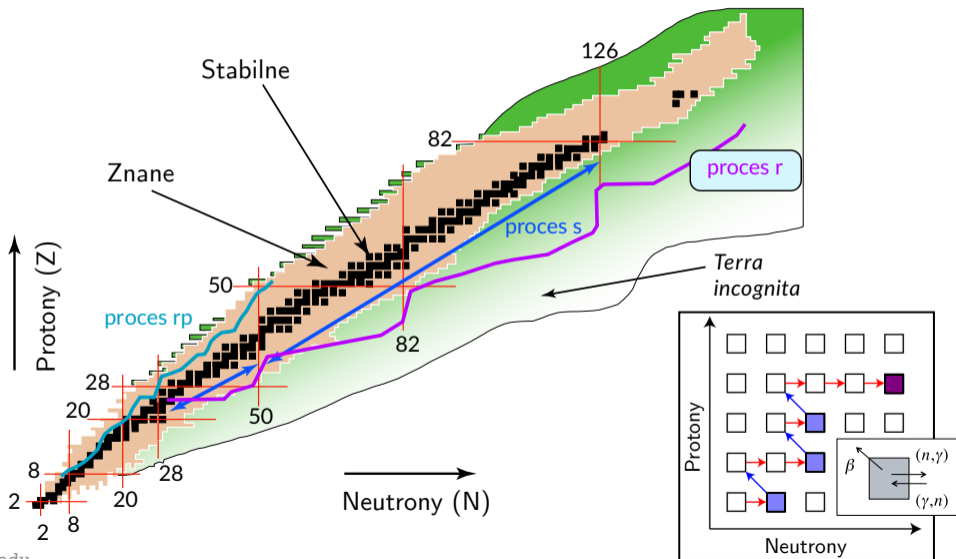 126
Stabilne
82
Znane
proces r
proces s
Protony (Z)
50
Terra
incognita
proces rp
82
28
50
20
8
28
20
2
2
8
Neutrony (N)
Protony
β
(n,γ)
(γ,n)
Neutrony